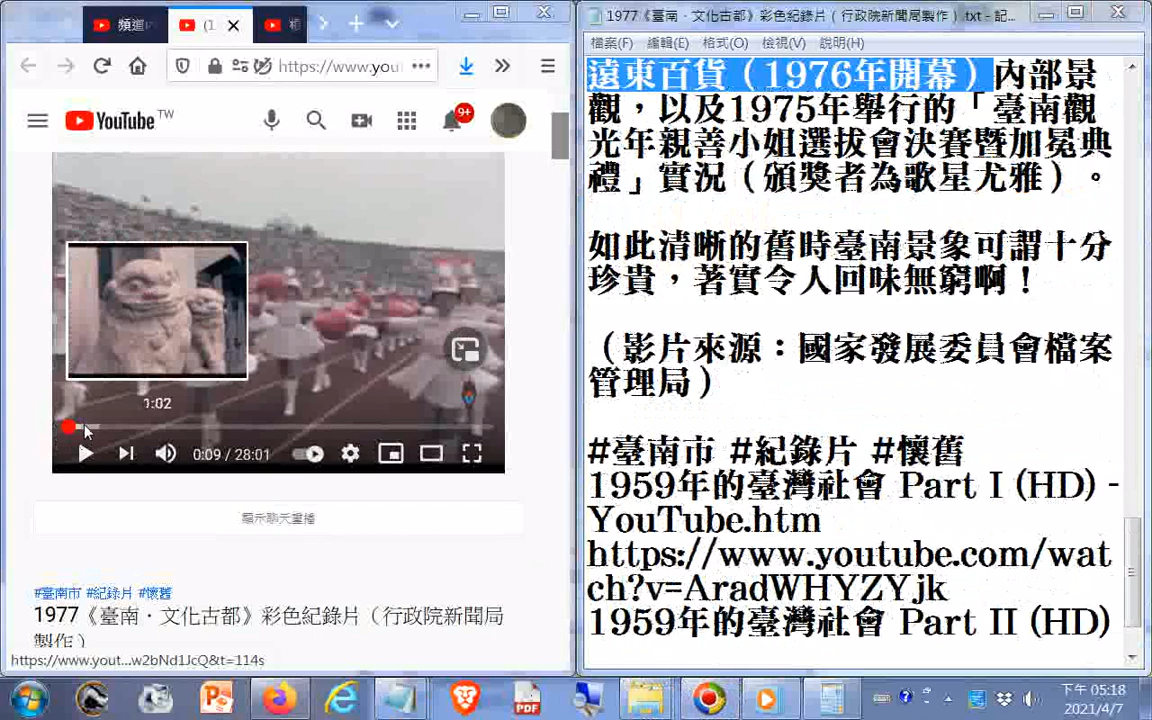 頻道
(1
https://www.you
YouTube TW
9+
1:02
0:09 / 28:01
顯示聊天重播
#臺南市 #紀錄片 #懷舊
1977《臺南．文化古都》彩色紀錄片（行政院新聞局
製作）
https://www.yout...w2bNd1JcQ&t=114s
1977《臺南．文化古都》彩色紀錄片（行政院新聞局製作）.txt - 記...
檔案(F) 編輯(E) 格式(O) 檢視(V) 說明(H)
遠東百貨（1976年開幕）內部景
觀，以及1975年舉行的「臺南觀
光年親善小姐選拔會決賽暨加冕典
禮」實況（頒獎者為歌星尤雅）。
如此清晰的舊時臺南景象可謂十分
珍貴，著實令人回味無窮啊！
（影片來源：國家發展委員會檔案
管理局）
#臺南市 #紀錄片 #懷舊
1959年的臺灣社會 Part I (HD) -
YouTube.htm
https://www.youtube.com/wat
ch?v=AradWHYZYjk
1959年的臺灣社會 Part II (HD)
PDF
下午 05:18
2021/4/7